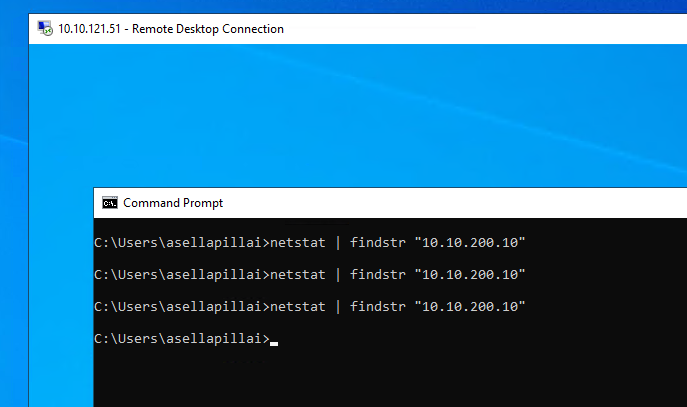 10.10.121.51 - Remote Desktop Connection
Command Prompt
C:\Users\asellapillai>netstat | findstr "10.10.200.10"
C:\Users\asellapillai>netstat | findstr "10.10.200.10"
C:\Users\asellapillai>netstat | findstr "10.10.200.10"
C:\Users\asellapillai>